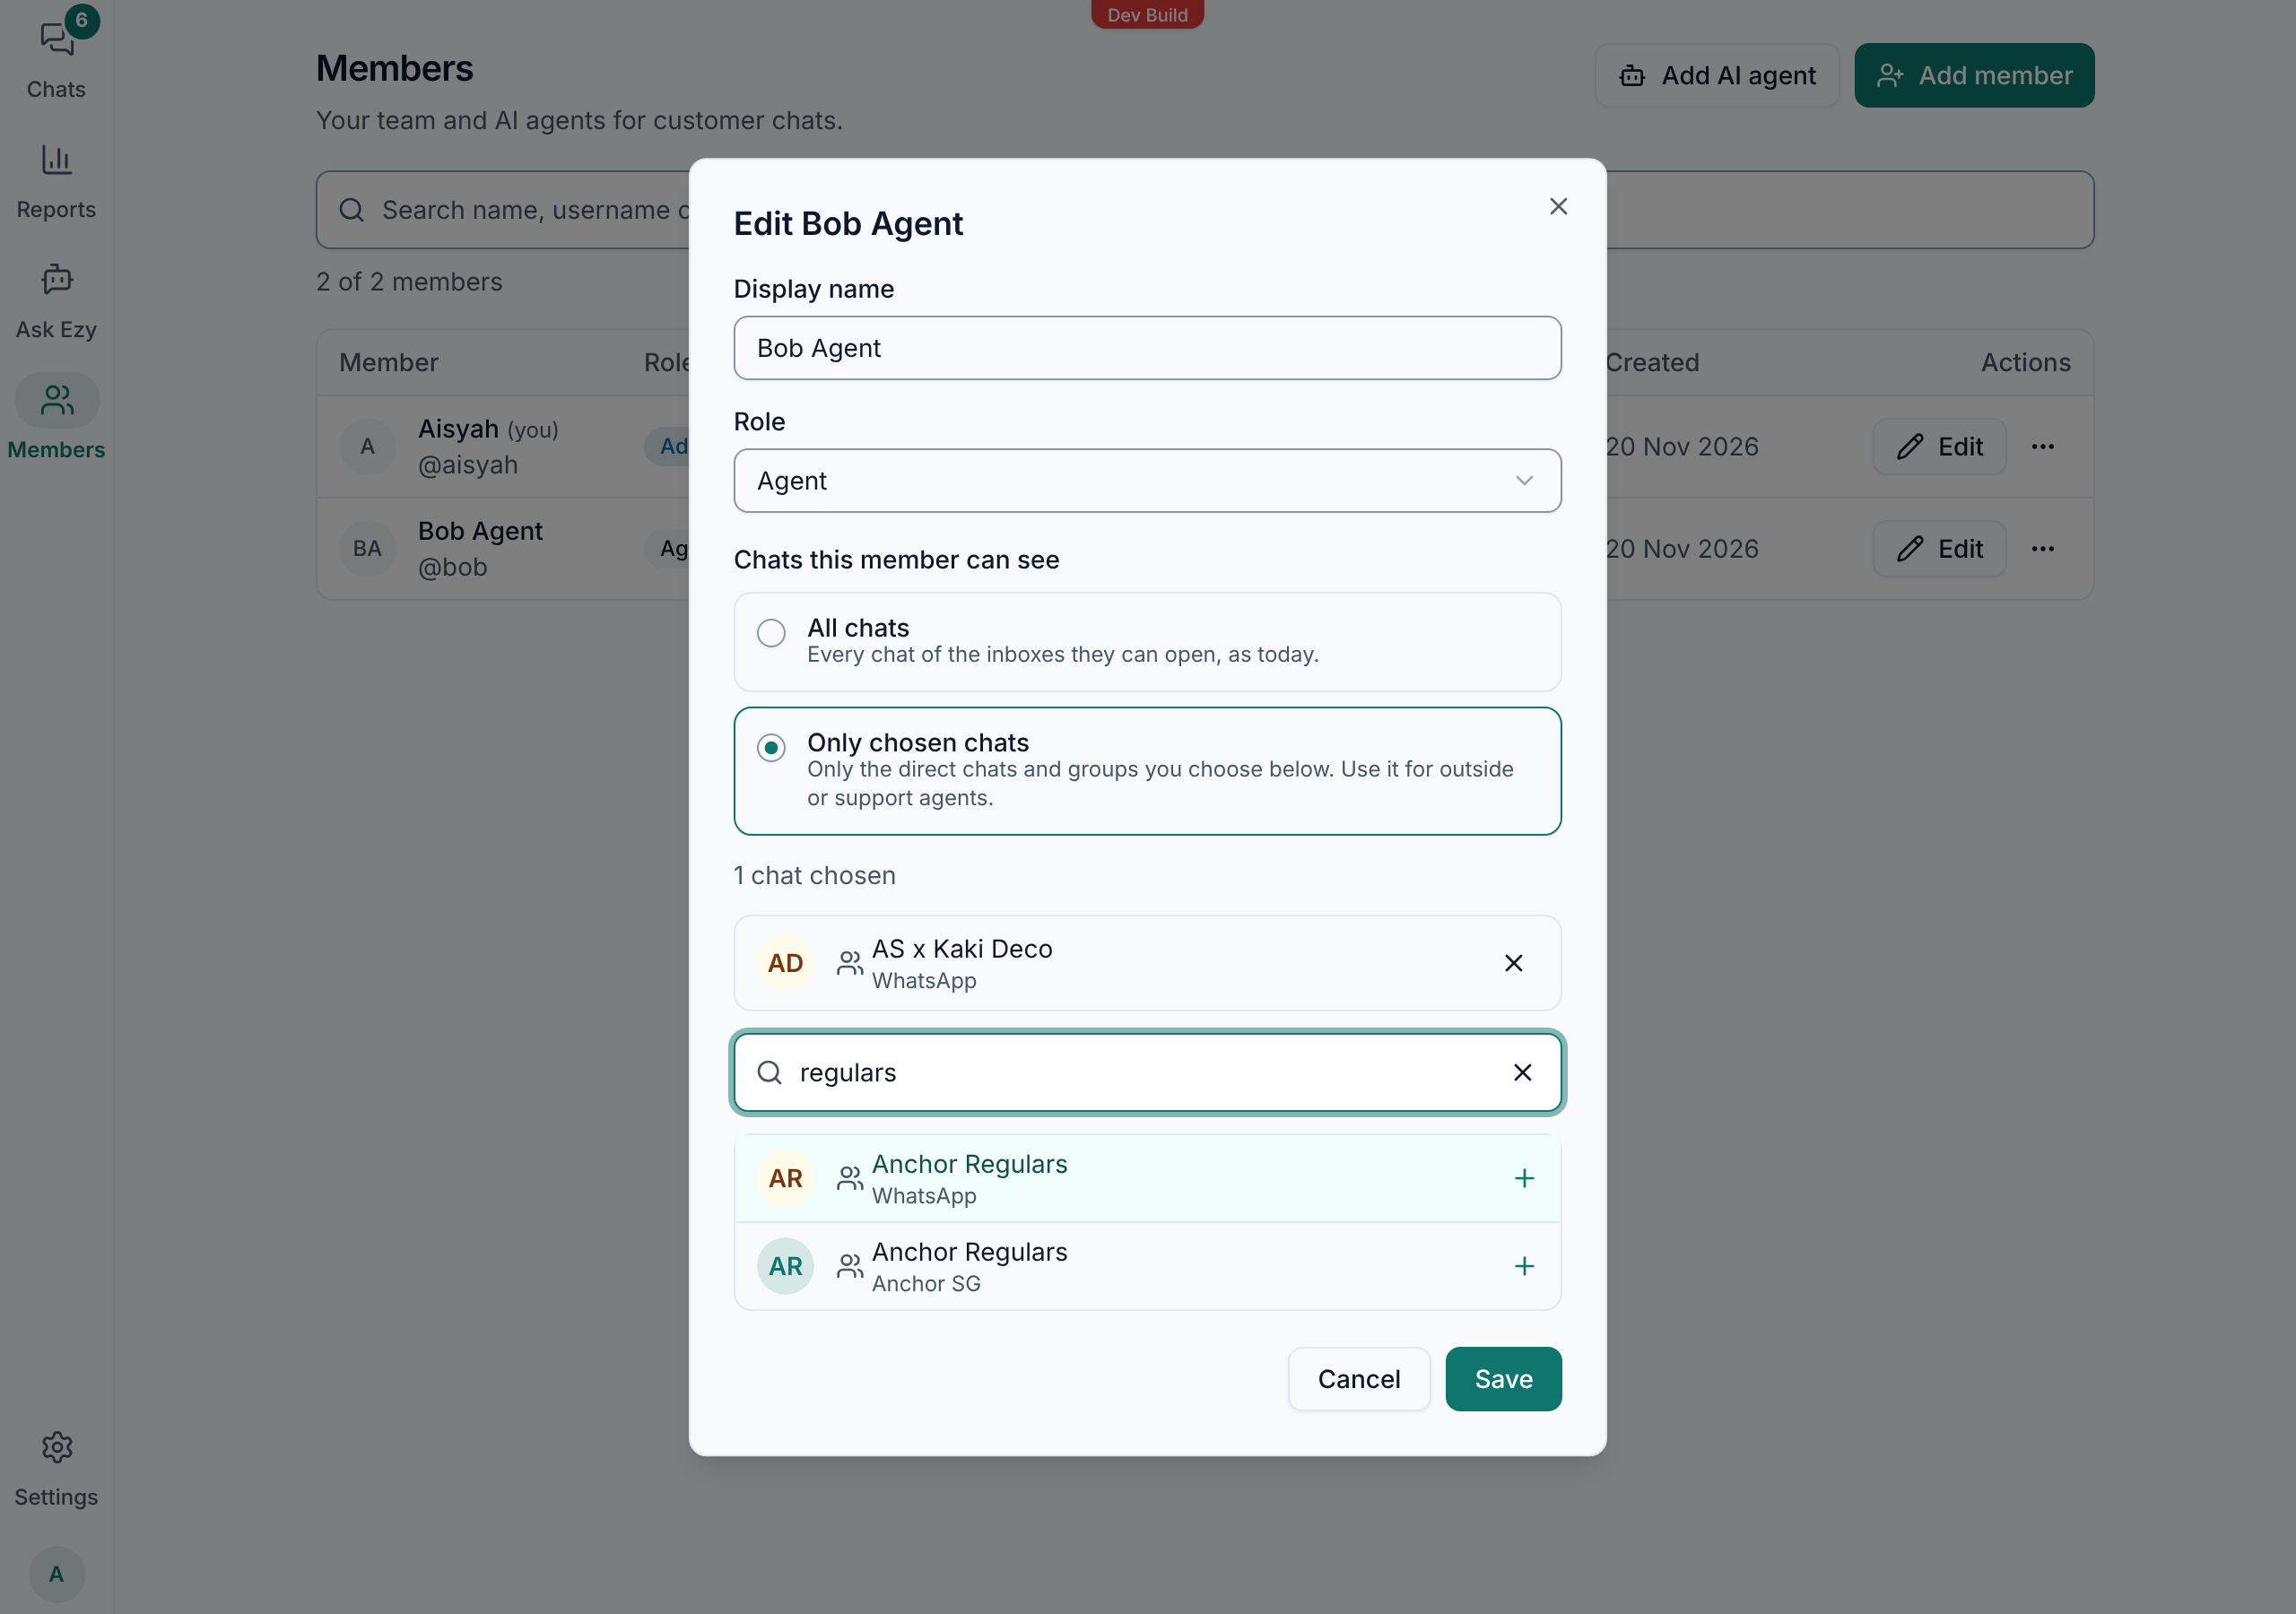 6
Chats
Reports
Ask Ezy
Members
Settings
A
Dev Build
Members
Your team and AI agents for customer chats.
Add AI agent
Add member
Search name, username
2 of 2 members
Member
Role
Created
Actions
A
Aisyah (you)
@aisyah
Ad
20 Nov 2026
Edit
BA
Bob Agent
@bob
Ag
20 Nov 2026
Edit
Edit Bob Agent
Display name
Bob Agent
Role
Agent
Chats this member can see
All chats
Every chat of the inboxes they can open, as today.
Only chosen chats
Only the direct chats and groups you choose below. Use it for outside
or support agents.
1 chat chosen
AD
AS x Kaki Deco
WhatsApp
regulars
AR
Anchor Regulars
WhatsApp
AR
Anchor Regulars
Anchor SG
Cancel
Save